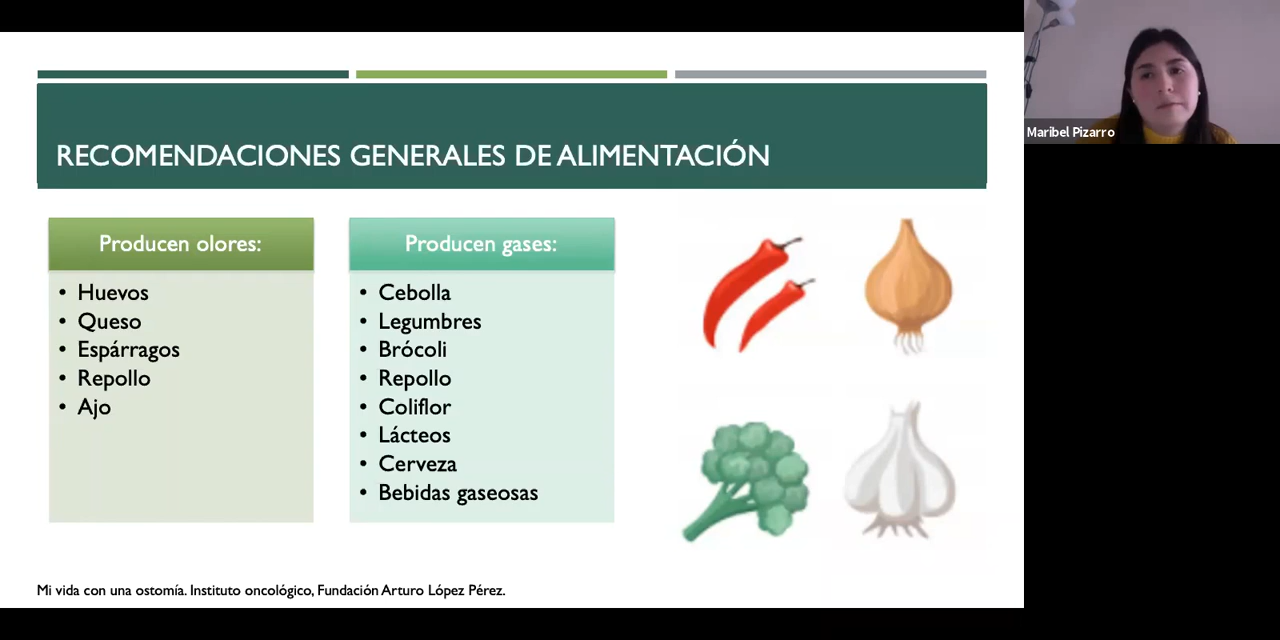 RECOMENDACIONES GENERALES DE ALIMENTACIÓN
Producen olores:
• Huevos
• Queso
• Espárragos
• Repollo
• Ajo
Producen gases:
• Cebolla
• Legumbres
• Brócoli
• Repollo
• Coliflor
• Lácteos
• Cerveza
• Bebidas gaseosas
Mi vida con una ostomía. Instituto oncológico, Fundación Arturo López Pérez.
Maribel Pizarro